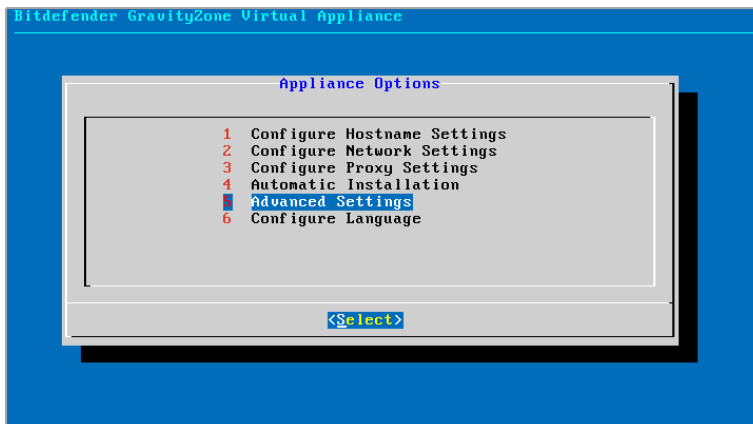 Bitdefender GravityZone Virtual Appliance
Appliance Options
1 Configure Hostname Settings
2 Configure Network Settings
3 Configure Proxy Settings
4 Automatic Installation
5 Advanced Settings
6 Configure Language
<Select>